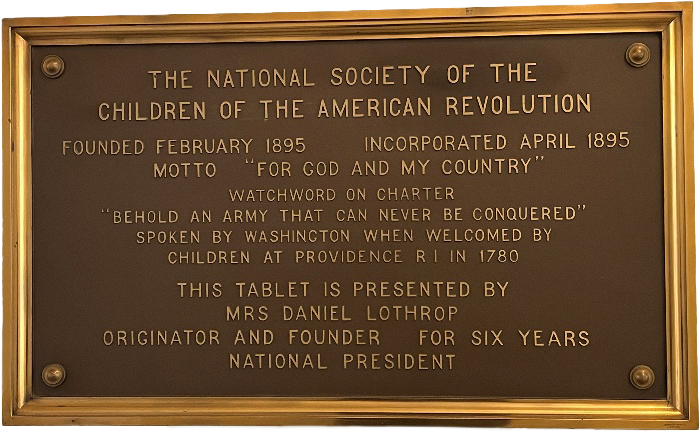 THE NATIONAL SOCIETY OF THE
CHILDREN OF THE AMERICAN REVOLUTION
FOUNDED FEBRUARY 1895 INCORPORATED APRIL 1895
MOTTO "FOR GOD AND MY COUNTRY"
WATCHWORD ON CHARTER
"BEHOLD AN ARMY THAT CAN NEVER BE CONQUERED"
SPOKEN BY WASHINGTON WHEN WELCOMED BY
CHILDREN AT PROVIDENCE R I IN 1780
THIS TABLET IS PRESENTED BY
MRS DANIEL LOTHROP
ORIGINATOR AND FOUNDER FOR SIX YEARS
NATIONAL PRESIDENT